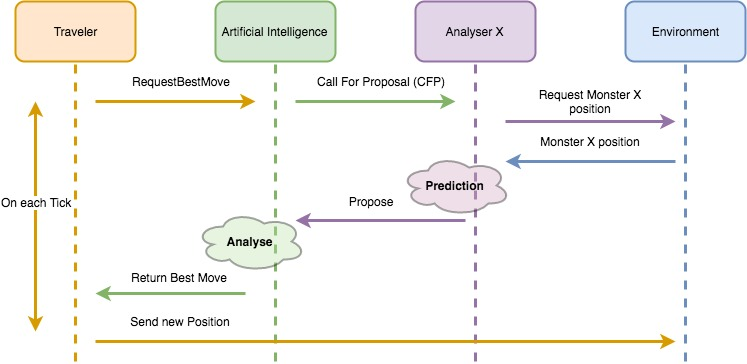 Traveler
Artificial Intelligence
Analyser X
Environment
RequestBestMove
Call For Proposal (CFP)
Request Monster X
position
Monster X position
Prediction
On each Tick
Propose
Analyse
Return Best Move
Send new Position